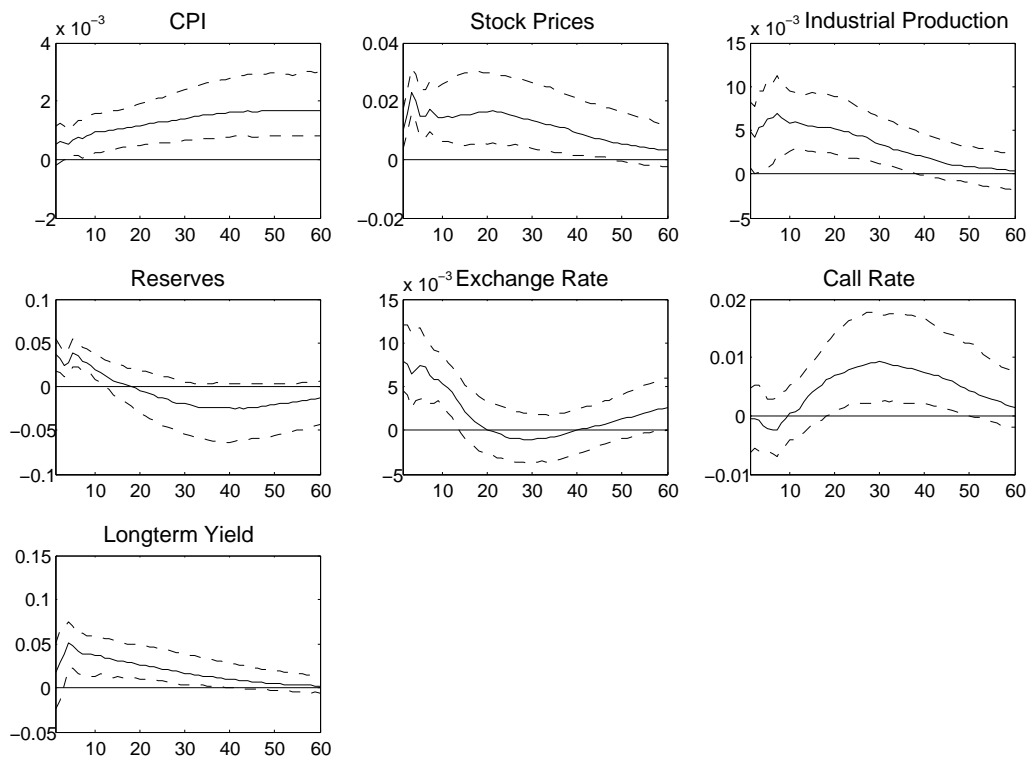 CPI
x 10−3
4
2
0
−2
10 20 30 40 50 60
Stock Prices
0.04
0.02
0
−0.02
10 20 30 40 50 60
x 10−3 Industrial Production
15
10
5
0
−5
10 20 30 40 50 60
Reserves
0.1
0.05
0
−0.05
−0.1
10 20 30 40 50 60
x 10−3 Exchange Rate
15
10
5
0
−5
10 20 30 40 50 60
Call Rate
0.02
0.01
0
−0.01
10 20 30 40 50 60
Longterm Yield
0.15
0.1
0.05
0
−0.05
10 20 30 40 50 60